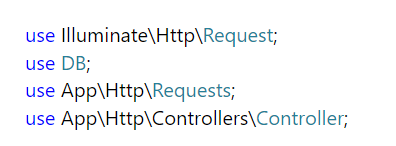 use Illuminate\Http\Request;
use DB;
use App\Http\Requests;
use App\Http\Controllers\Controller;